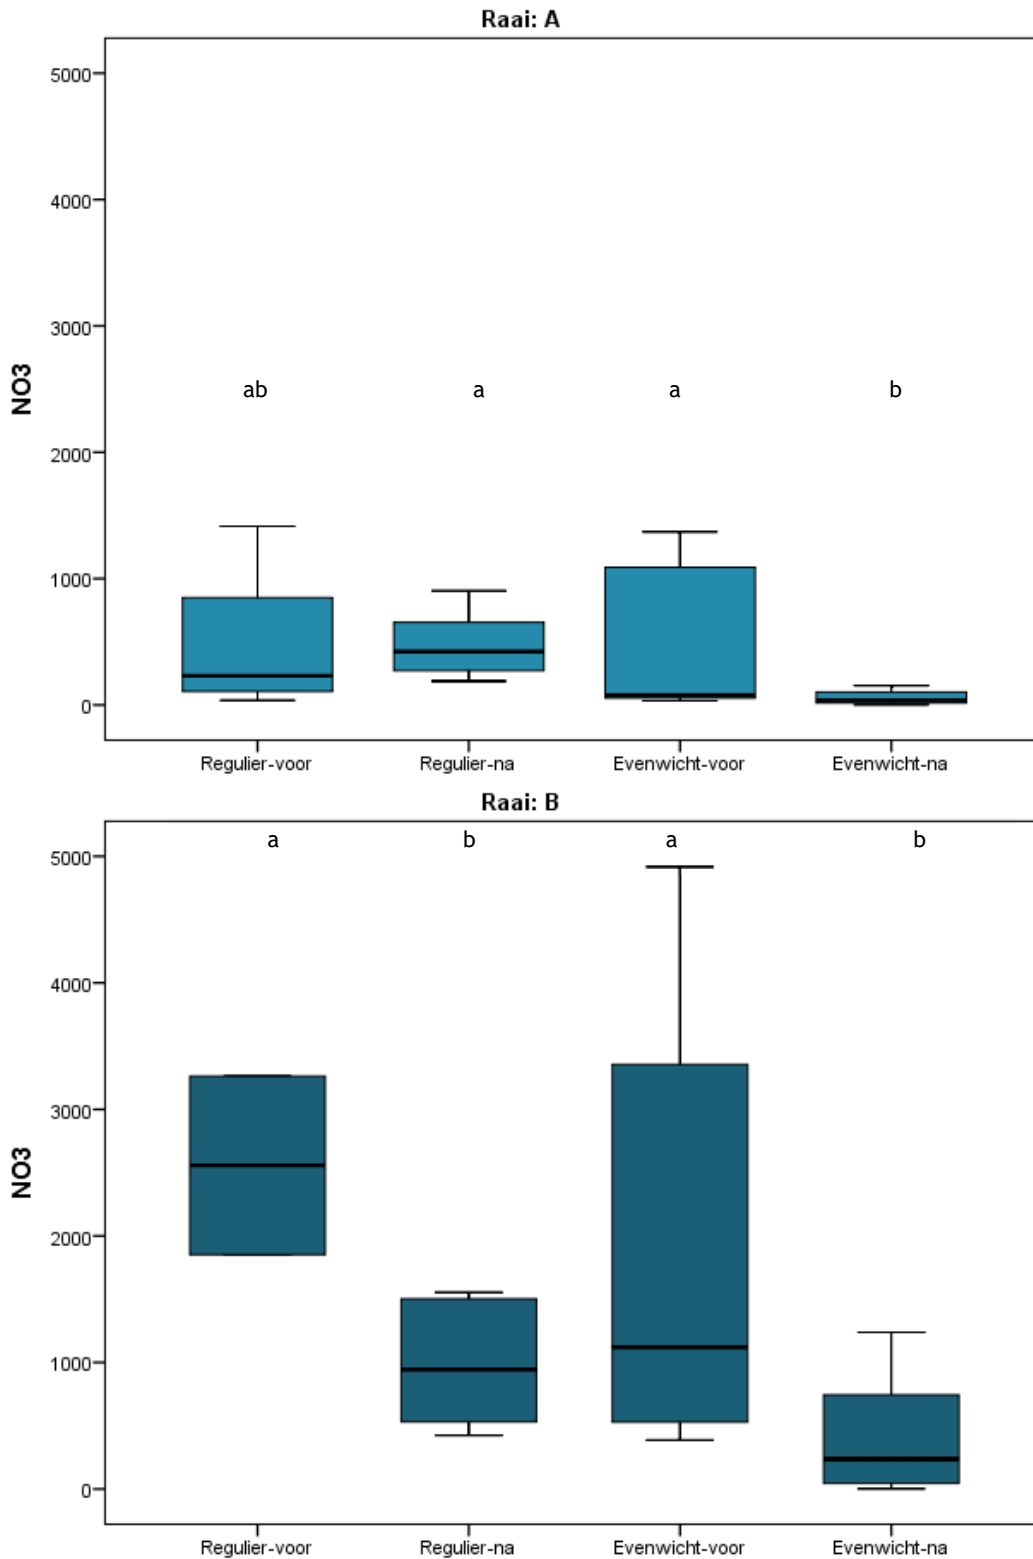 Raai: A
5000
4000
3000
2000
1000
0
NO3
ab a a b
Regulier-voor Regulier-na Evenwicht-voor Evenwicht-na
Raai: B
a b a b
5000
4000
3000
2000
1000
0
NO3
Regulier-voor Regulier-na Evenwicht-voor Evenwicht-na